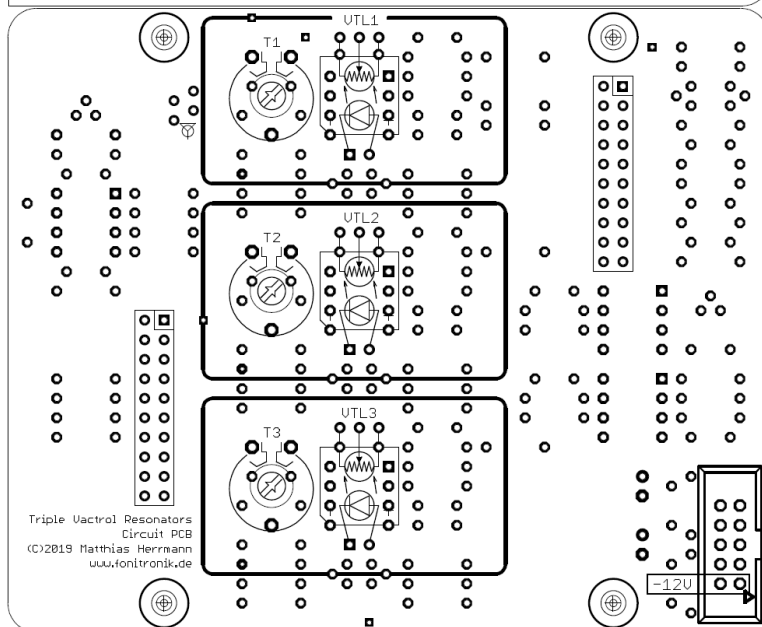 VTL1
T1
VTL2
T2
VTL3
T3
Triple Vactrol Resonators
Circuit PCB
(C)2019 Matthias Herrmann
www.fonitronik.de
-12V